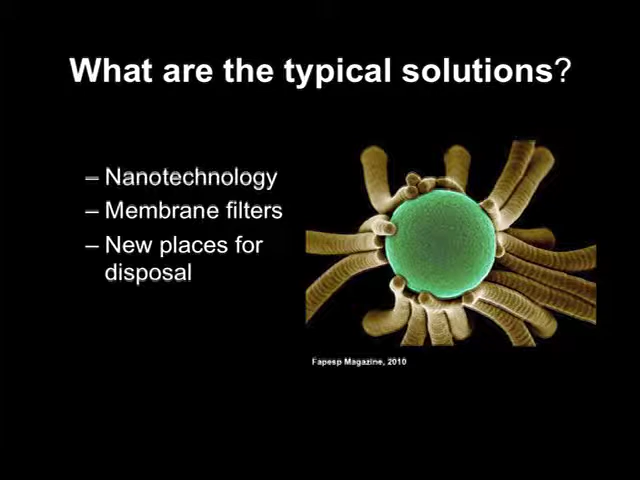 What are the typical solutions?
– Nanotechnology
– Membrane filters
– New places for
disposal
Fapesp Magazine, 2010